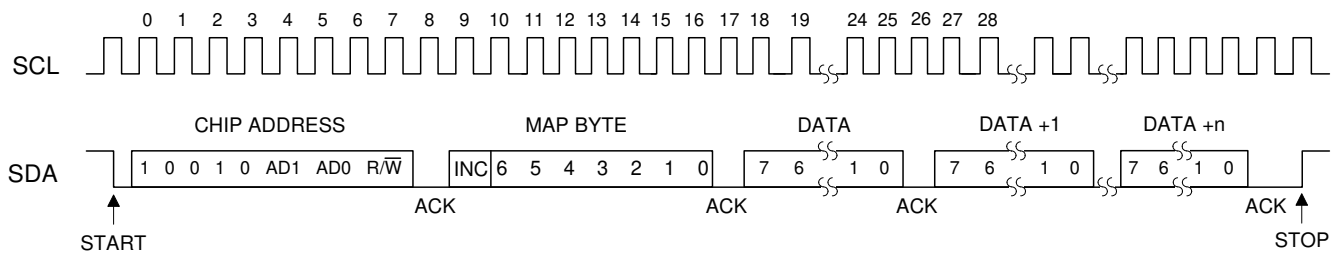 0 1 2 3 4 5 6 7 8 9 10 11 12 13 14 15 16 17 18 19 24 25 26 27 28
SCL
CHIP ADDRESS MAP BYTE DATA DATA +1 DATA +n
SDA 1 0 0 1 0 AD1 AD0 R/W̅ INC 6 5 4 3 2 1 0 7 6 1 0 7 6 1 0 7 6 1 0
ACK ACK ACK ACK
START STOP